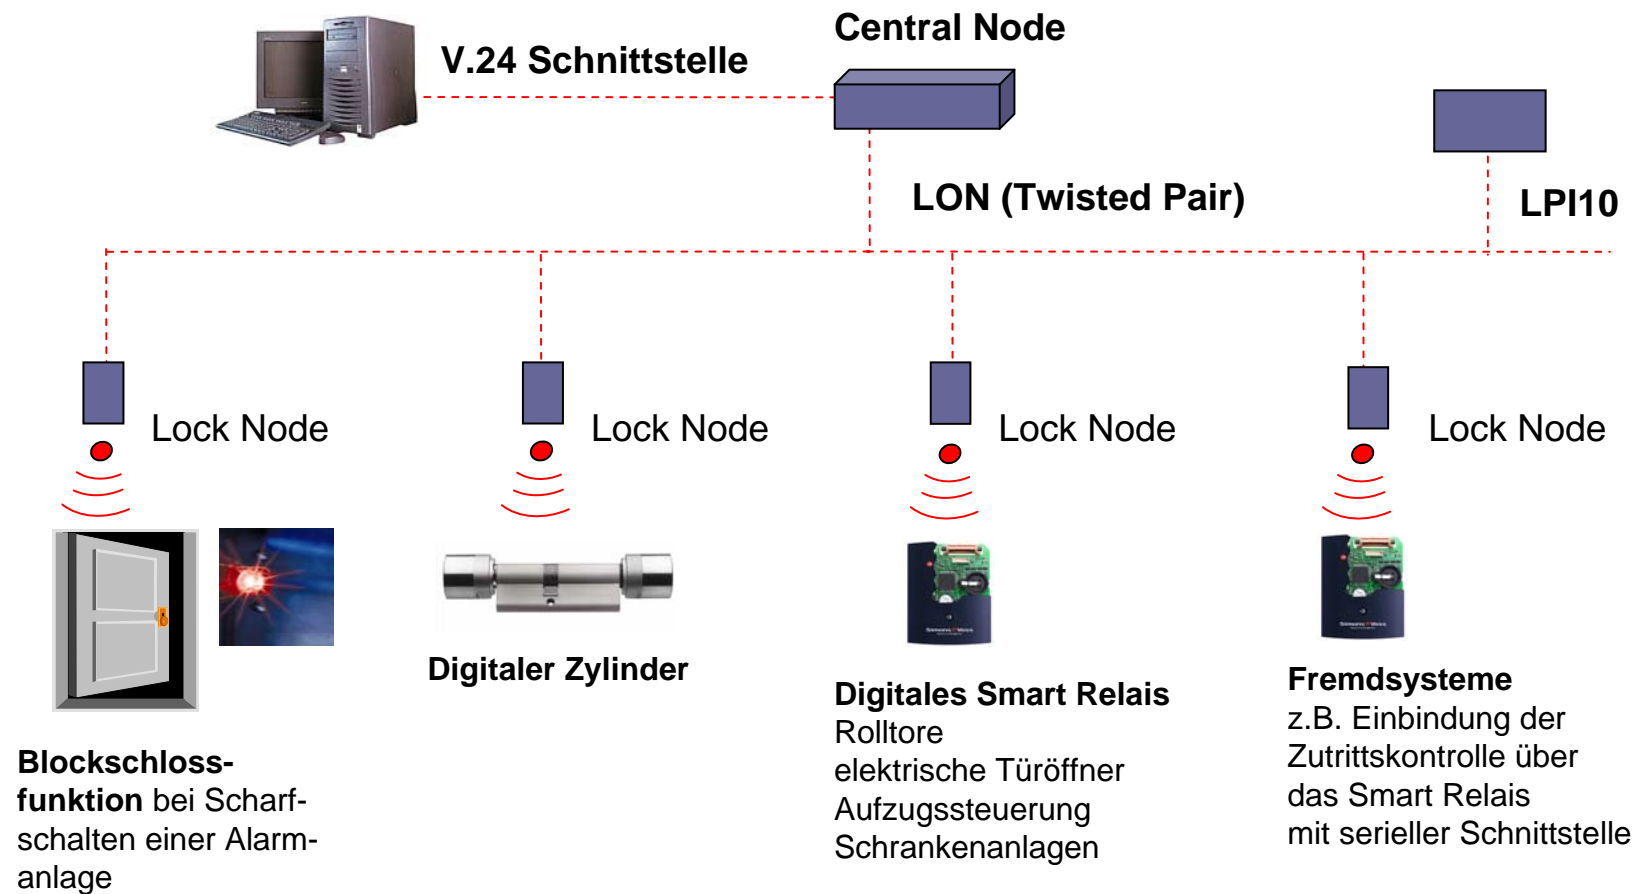 Central Node
V.24 Schnittstelle
LON (Twisted Pair)
LPI10
Lock Node
Lock Node
Lock Node
Lock Node
Blockschloss-
funktion bei Scharf-
schalten einer Alarm-
anlage
Digitaler Zylinder
Digitales Smart Relais
Rolltore
elektrische Türöffner
Aufzugssteuerung
Schrankenanlagen
Fremdsysteme
z.B. Einbindung der
Zutrittskontrolle über
das Smart Relais
mit serieller Schnittstelle